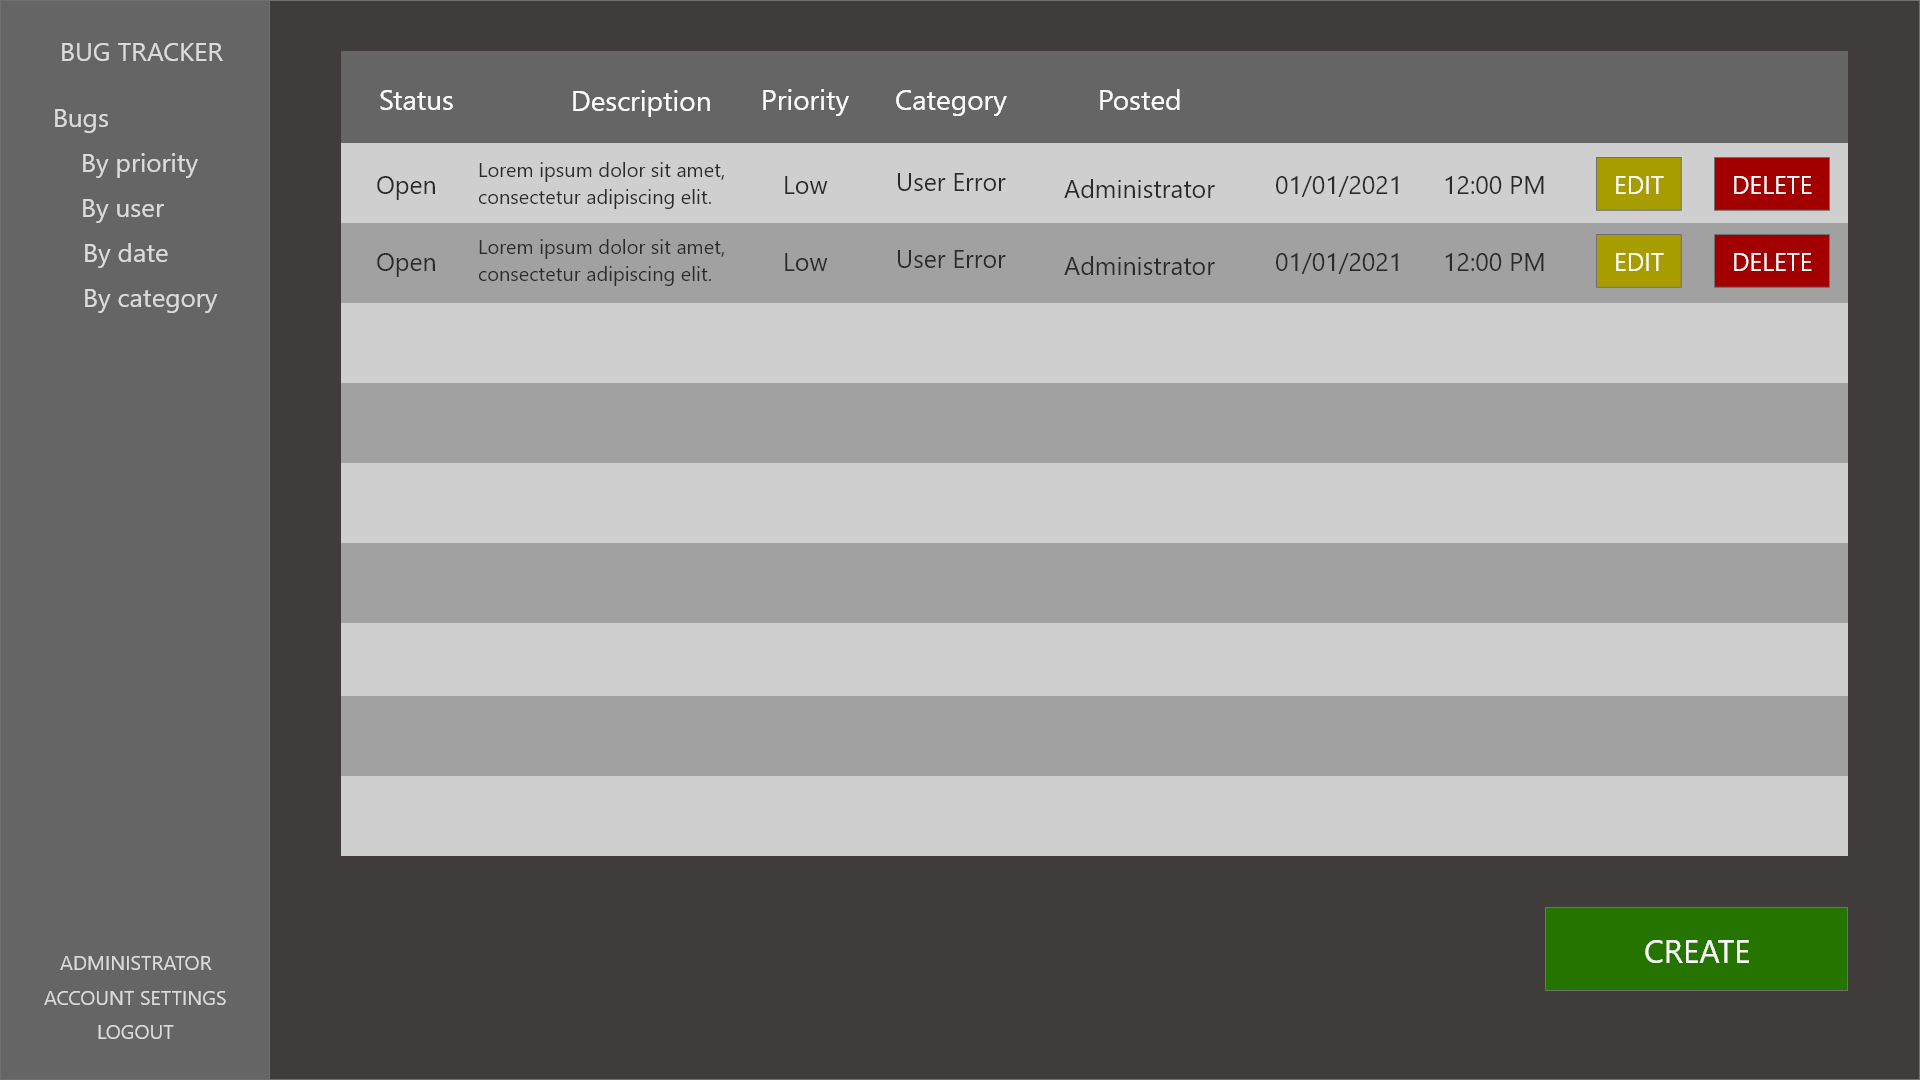 BUG TRACKER
Bugs
By priority
By user
By date
By category
ADMINISTRATOR
ACCOUNT SETTINGS
LOGOUT
Status Description Priority Category Posted
Open Lorem ipsum dolor sit amet, consectetur adipiscing elit. Low User Error Administrator 01/01/2021 12:00 PM EDIT DELETE
Open Lorem ipsum dolor sit amet, consectetur adipiscing elit. Low User Error Administrator 01/01/2021 12:00 PM EDIT DELETE
CREATE